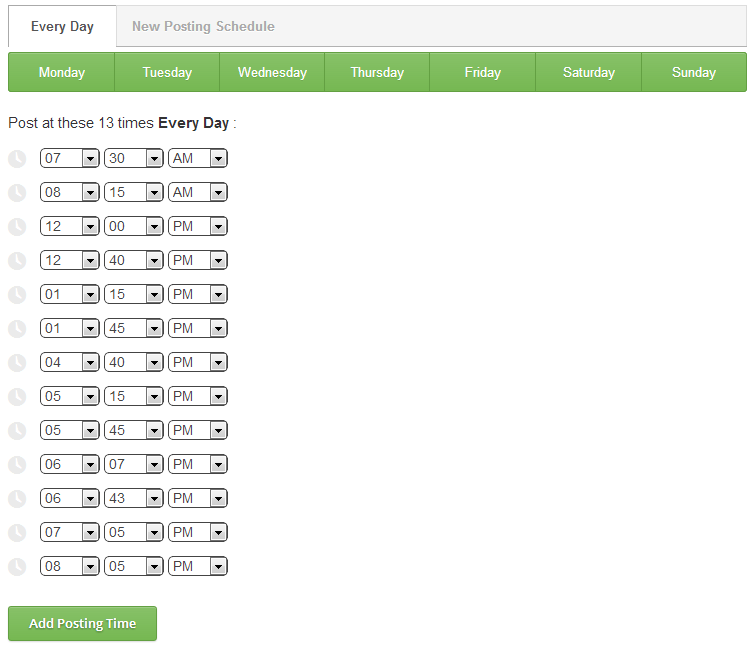 Every Day New Posting Schedule
Monday Tuesday Wednesday Thursday Friday Saturday Sunday
Post at these 13 times Every Day :
07 30 AM
08 15 AM
12 00 PM
12 40 PM
01 15 PM
01 45 PM
04 40 PM
05 15 PM
05 45 PM
06 07 PM
06 43 PM
07 05 PM
08 05 PM
Add Posting Time